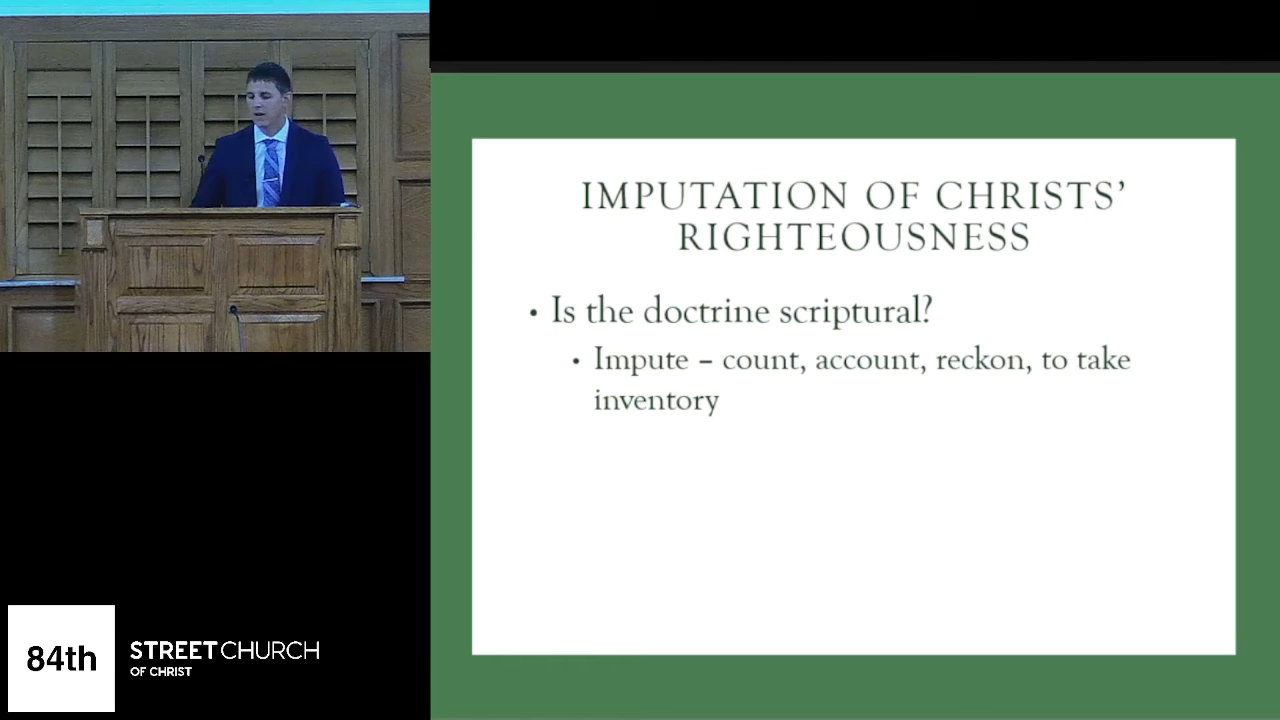 IMPUTATION OF CHRISTS’
RIGHTEOUSNESS
• Is the doctrine scriptural?
• Impute – count, account, reckon, to take
inventory
84th
STREET CHURCH
OF CHRIST